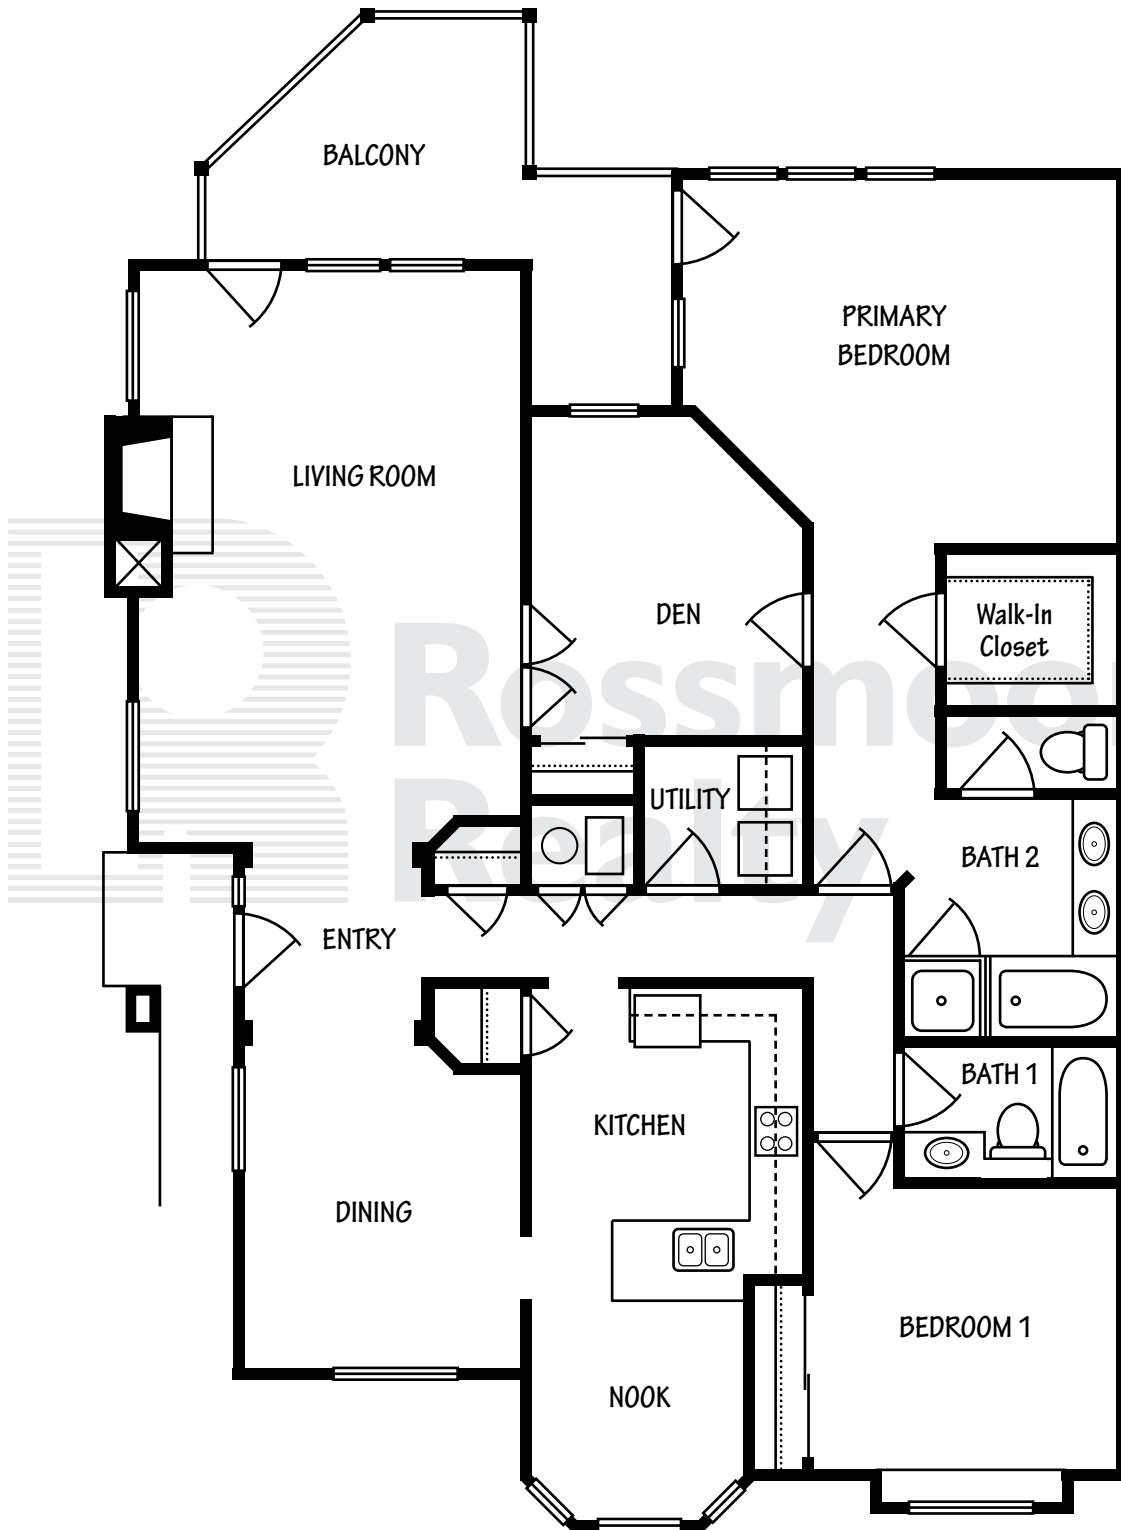 BALCONY
PRIMARY
BEDROOM
LIVING ROOM
DEN
Walk-In
Closet
Rossmoor
Realty
UTILITY
BATH 2
ENTRY
BATH 1
KITCHEN
DINING
BEDROOM 1
NOOK